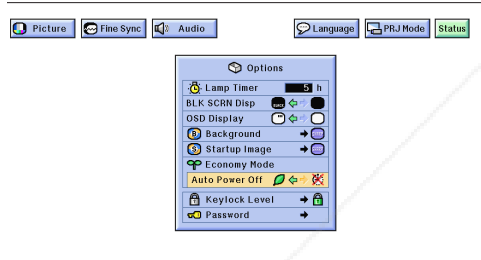 Picture
Fine Sync
Audio
Language
PRJ Mode
Status
Options
Lamp Timer 5 h
BLK SCRN Disp
OSD Display
Background
Startup Image
Economy Mode
Auto Power Off
Keylock Level
Password